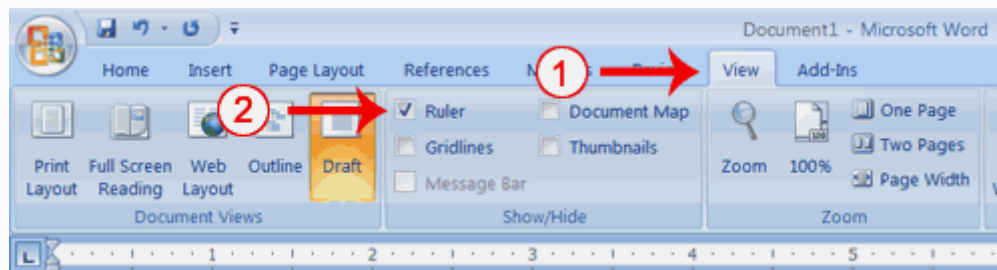 Document1 - Microsoft Word
Home Insert Page Layout References View Add-Ins
1
2
Ruler Document Map One Page
Gridlines Thumbnails Two Pages
Print Layout Full Screen Reading Web Layout Outline Draft Message Bar Zoom 100% Page Width
Document Views Show/Hide Zoom
L 1 2 3 4 5